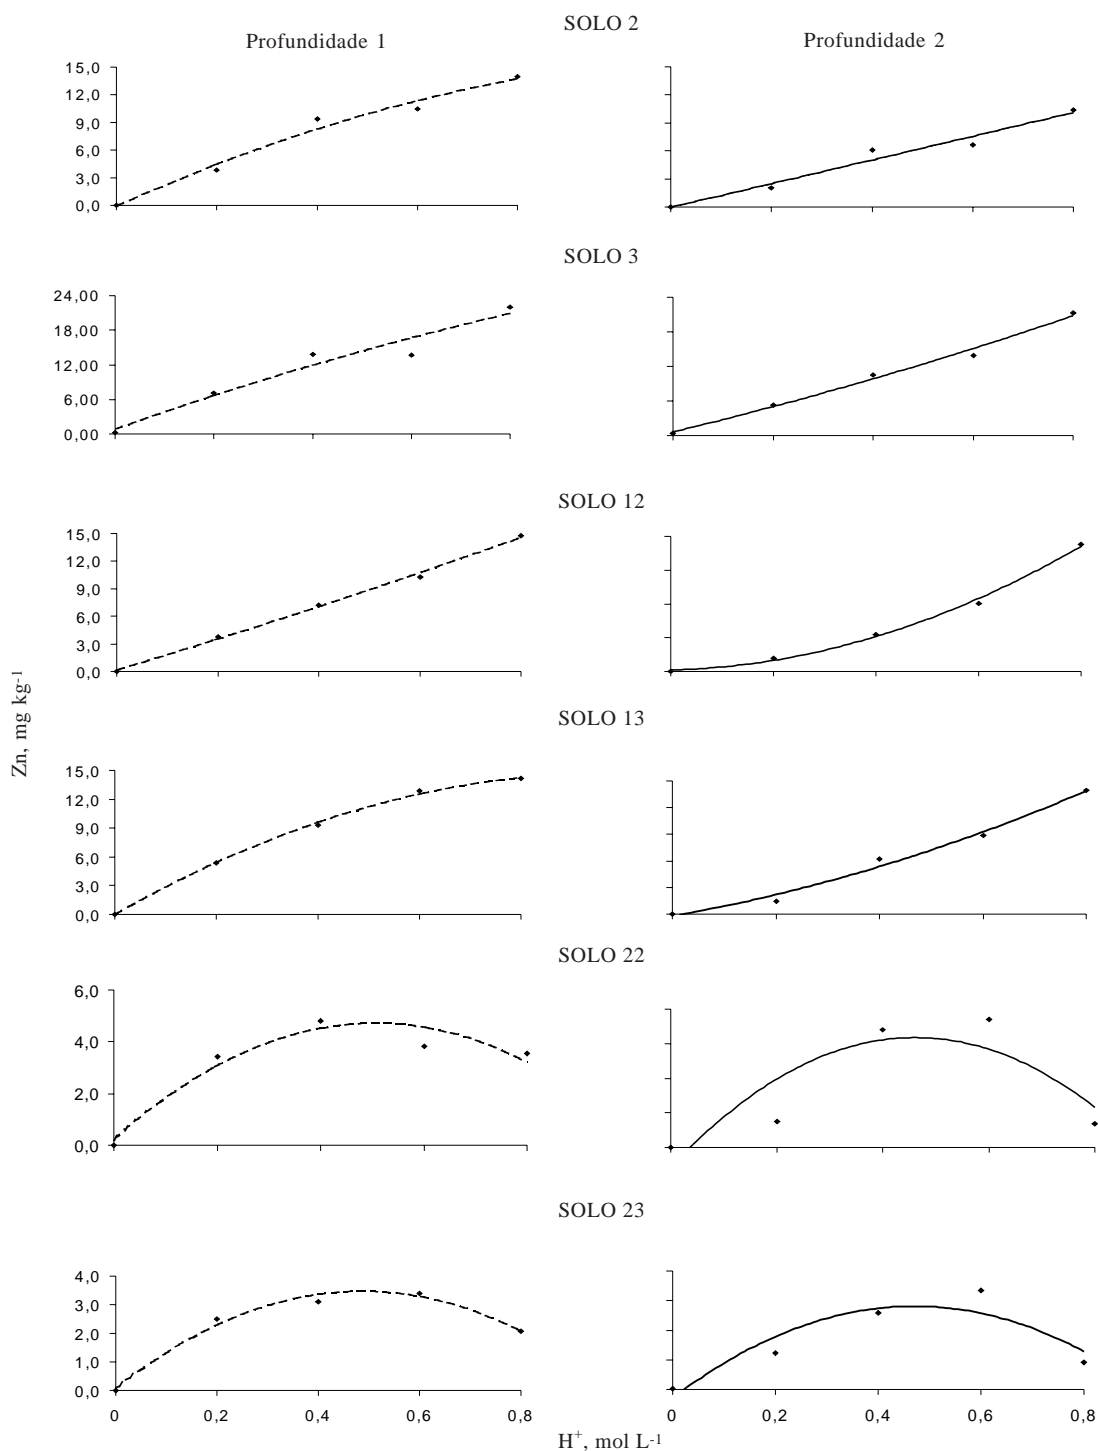 SOLO 2
Profundidade 1
Profundidade 2
15,0
12,0
9,0
6,0
3,0
0,0
SOLO 3
24,00
18,00
12,00
6,00
0,00
SOLO 12
15,0
12,0
9,0
6,0
3,0
0,0
Zn, mg kg-1
SOLO 13
15,0
12,0
9,0
6,0
3,0
0,0
SOLO 22
6,0
4,0
2,0
0,0
SOLO 23
4,0
3,0
2,0
1,0
0,0
0 0,2 0,4 0,6 0,8
0 0,2 0,4 0,6 0,8
H+, mol L-1